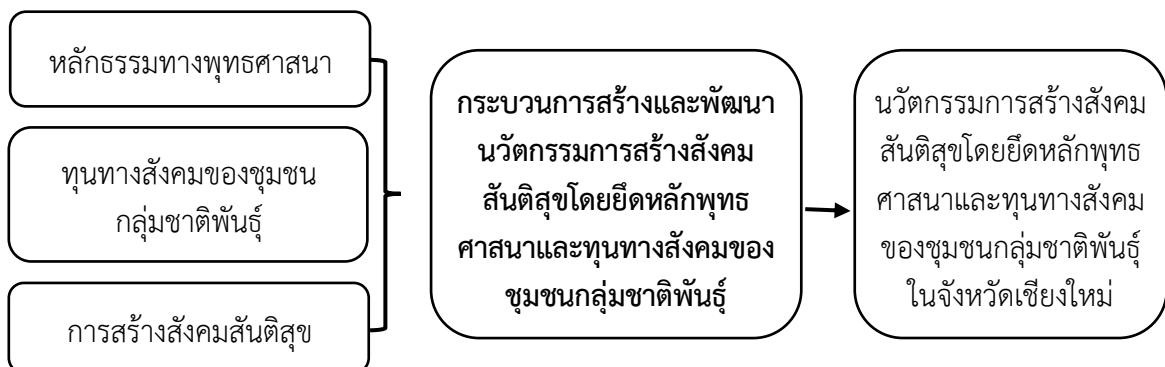 หลักธรรมทางพุทธศาสนา
ทุนทางสังคมของชุมชน
กลุ่มชาติพันธุ์
การสร้างสังคมสันติสุข
กระบวนการสร้างและพัฒนา
นวัตกรรมการสร้างสังคม
สันติสุขโดยยึดหลักพุทธ
ศาสนาและทุนทางสังคมของ
ชุมชนกลุ่มชาติพันธุ์
นวัตกรรมการสร้างสังคม
สันติสุขโดยยึดหลักพุทธ
ศาสนาและทุนทางสังคม
ของชุมชนกลุ่มชาติพันธุ์
ในจังหวัดเชียงใหม่